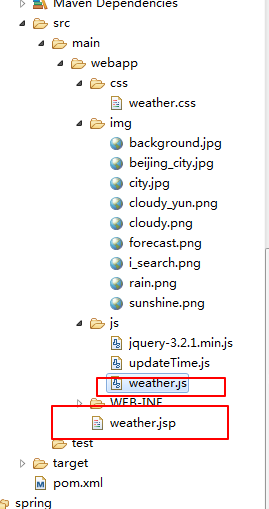 Maven Dependencies
src
main
webapp
css
weather.css
img
background.jpg
beijing_city.jpg
city.jpg
cloudy_yun.png
cloudy.png
forecast.png
i_search.png
rain.png
sunshine.png
js
jquery-3.2.1.min.js
updateTime.js
weather.js
WEB-INF
weather.jsp
test
target
pom.xml
spring